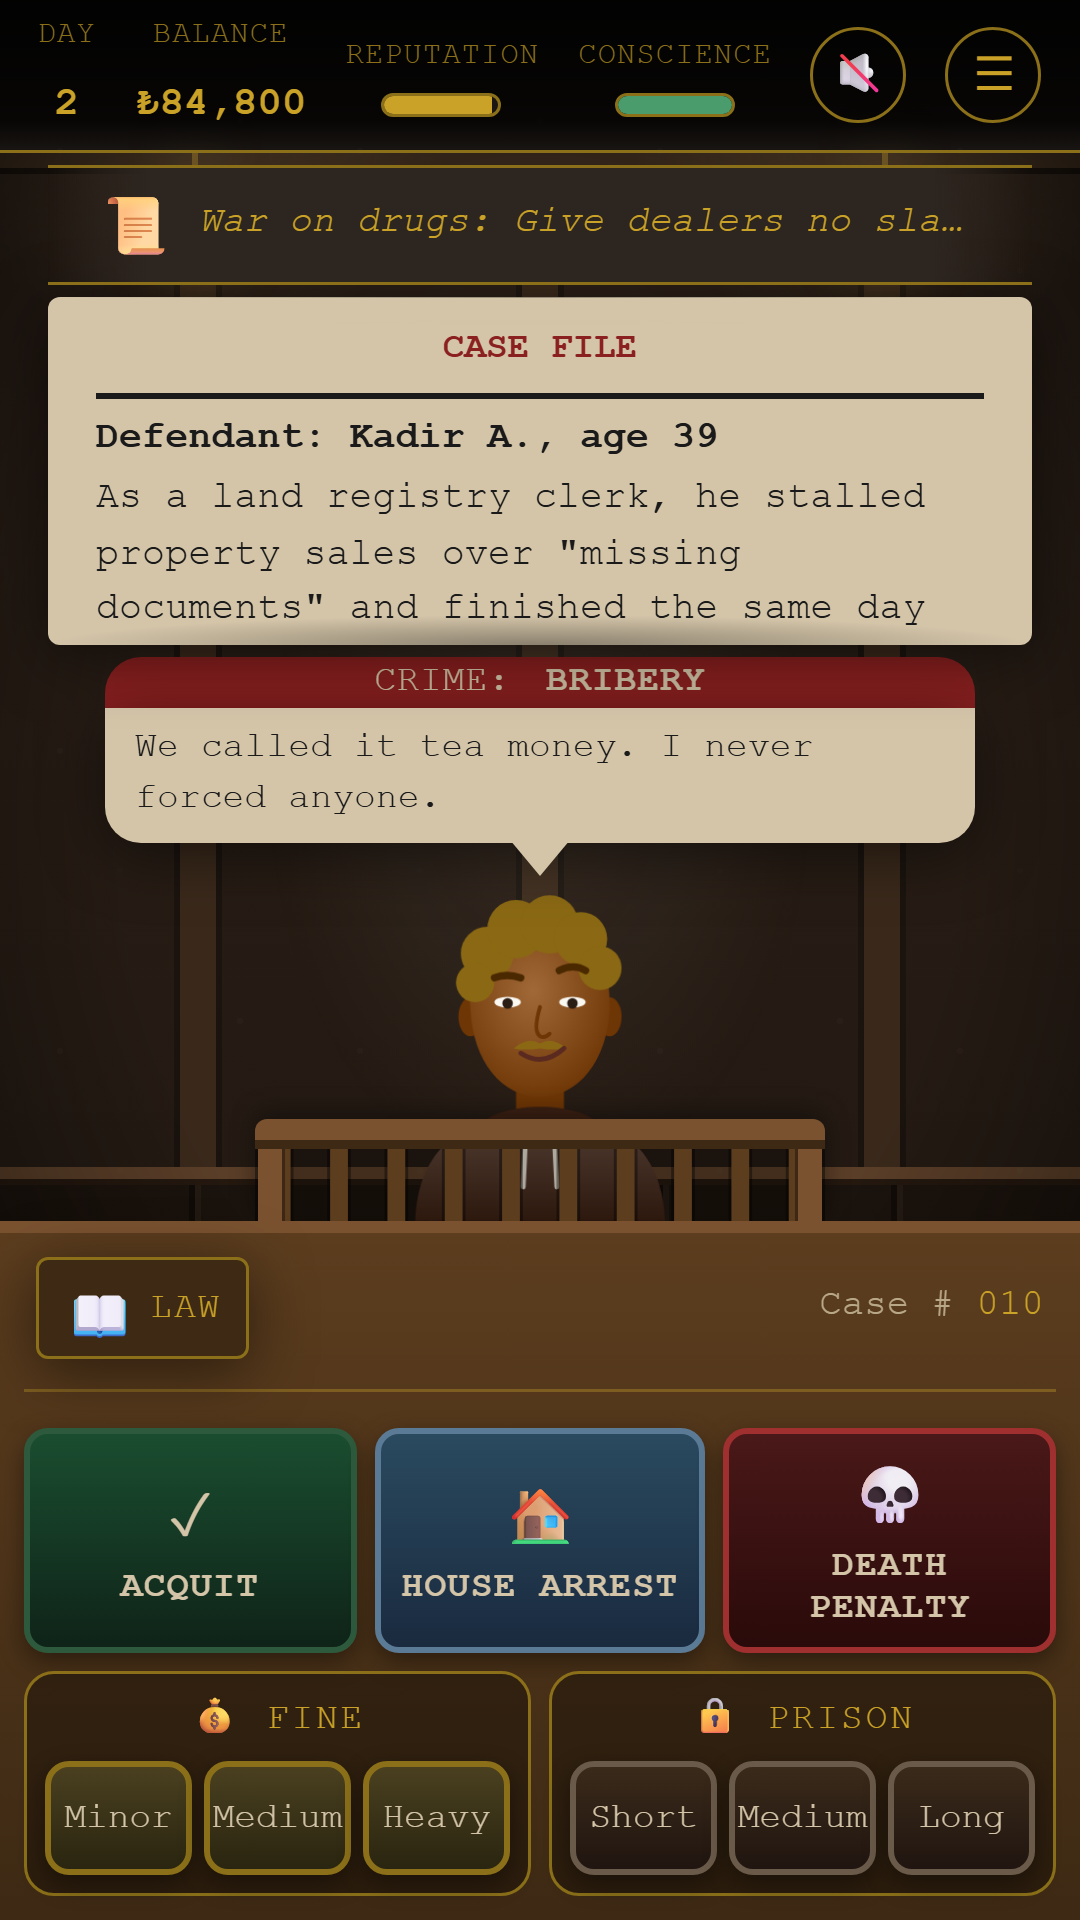 DAY
BALANCE
REPUTATION
CONSCIENCE
2
₺84,800
War on drugs: Give dealers no sla…
CASE FILE
Defendant: Kadir A., age 39
As a land registry clerk, he stalled
property sales over "missing
documents" and finished the same day
CRIME: BRIBERY
We called it tea money. I never
forced anyone.
LAW
Case # 010
ACQUIT
HOUSE ARREST
DEATH
PENALTY
FINE
PRISON
Minor
Medium
Heavy
Short
Medium
Long